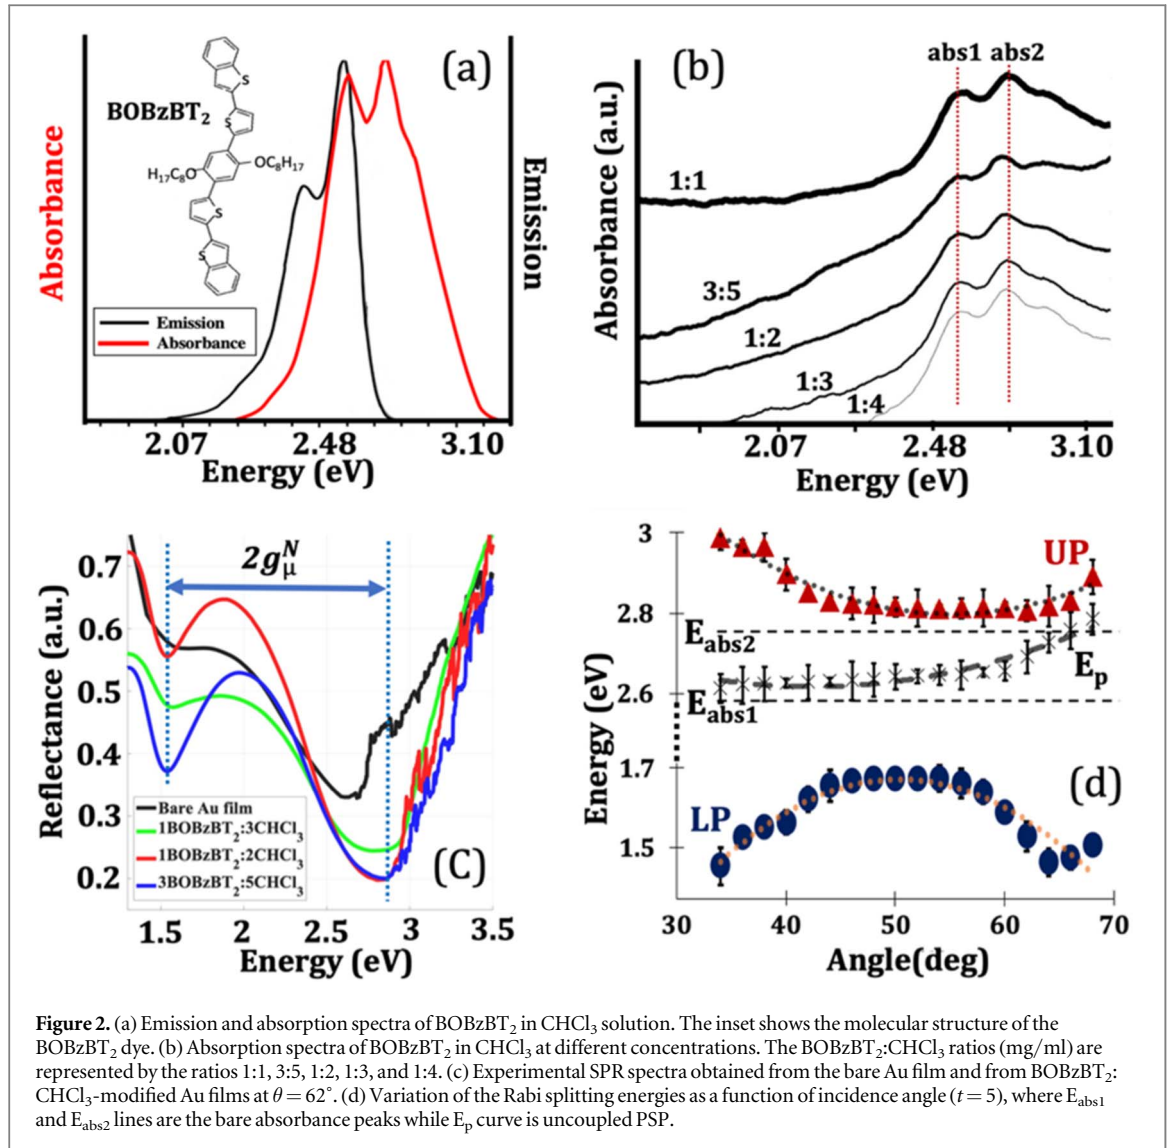 (a)
BOBzBT2
S
S
OC8H17
H17C8O
S
S
Absorbance
Emission
Emission
Absorbance
2.07 2.48 3.10
Energy (eV)
(b)
abs1 abs2
Absorbance (a.u.)
1:1
3:5
1:2
1:3
1:4
2.07 2.48 3.10
Energy (eV)
2gμN
Reflectance (a.u.)
0.7
0.6
0.5
0.4
0.3
0.2
Bare Au film
1BOBzBT2:3CHCl3
1BOBzBT2:2CHCl3
3BOBzBT2:5CHCl3
(C)
1.5 2 2.5 3 3.5
Energy (eV)
Energy (eV)
3
2.8
2.6
1.7
1.5
UP
Eabs2
Ep
Eabs1
(d)
LP
30 40 50 60 70
Angle(deg)
Figure 2. (a) Emission and absorption spectra of BOBzBT2 in CHCl3 solution. The inset shows the molecular structure of the
BOBzBT2 dye. (b) Absorption spectra of BOBzBT2 in CHCl3 at different concentrations. The BOBzBT2:CHCl3 ratios (mg/ml) are
represented by the ratios 1:1, 3:5, 1:2, 1:3, and 1:4. (c) Experimental SPR spectra obtained from the bare Au film and from BOBzBT2:
CHCl3-modified Au films at θ = 62°. (d) Variation of the Rabi splitting energies as a function of incidence angle (t = 5), where Eabs1
and Eabs2 lines are the bare absorbance peaks while Ep curve is uncoupled PSP.